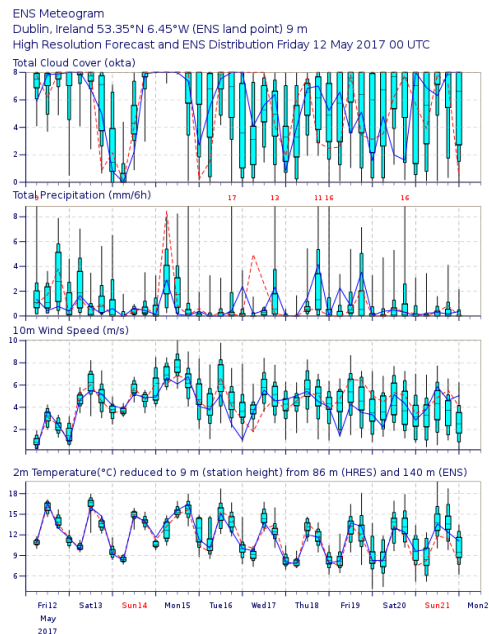 ENS Meteogram
Dublin, Ireland 53.35°N 6.45°W (ENS land point) 9 m
High Resolution Forecast and ENS Distribution Friday 12 May 2017 00 UTC
Total Cloud Cover (okta)
8
6
4
2
0
Total Precipitation (mm/6h)
9 17 13 11 16 16
8
6
4
2
0
10m Wind Speed (m/s)
10
8
6
4
2
2m Temperature(°C) reduced to 9 m (station height) from 86 m (HRES) and 140 m (ENS)
18
15
12
9
6
Fri12 Sat13 Sun14 Mon15 Tue16 Wed17 Thu18 Fri19 Sat20 Sun21 Mon2
May
2017